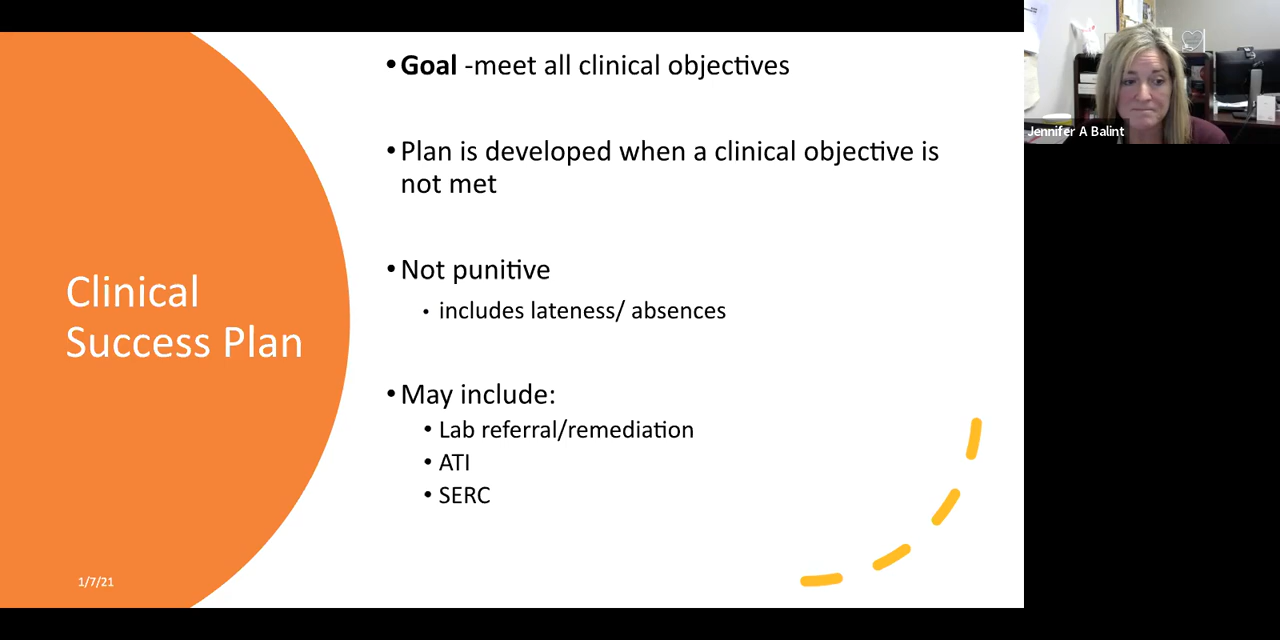 Clinical
Success Plan
1/7/21
•Goal -meet all clinical objectives
•Plan is developed when a clinical objective is
not met
•Not punitive
• includes lateness/ absences
•May include:
• Lab referral/remediation
• ATI
• SERC
Jennifer A Balint